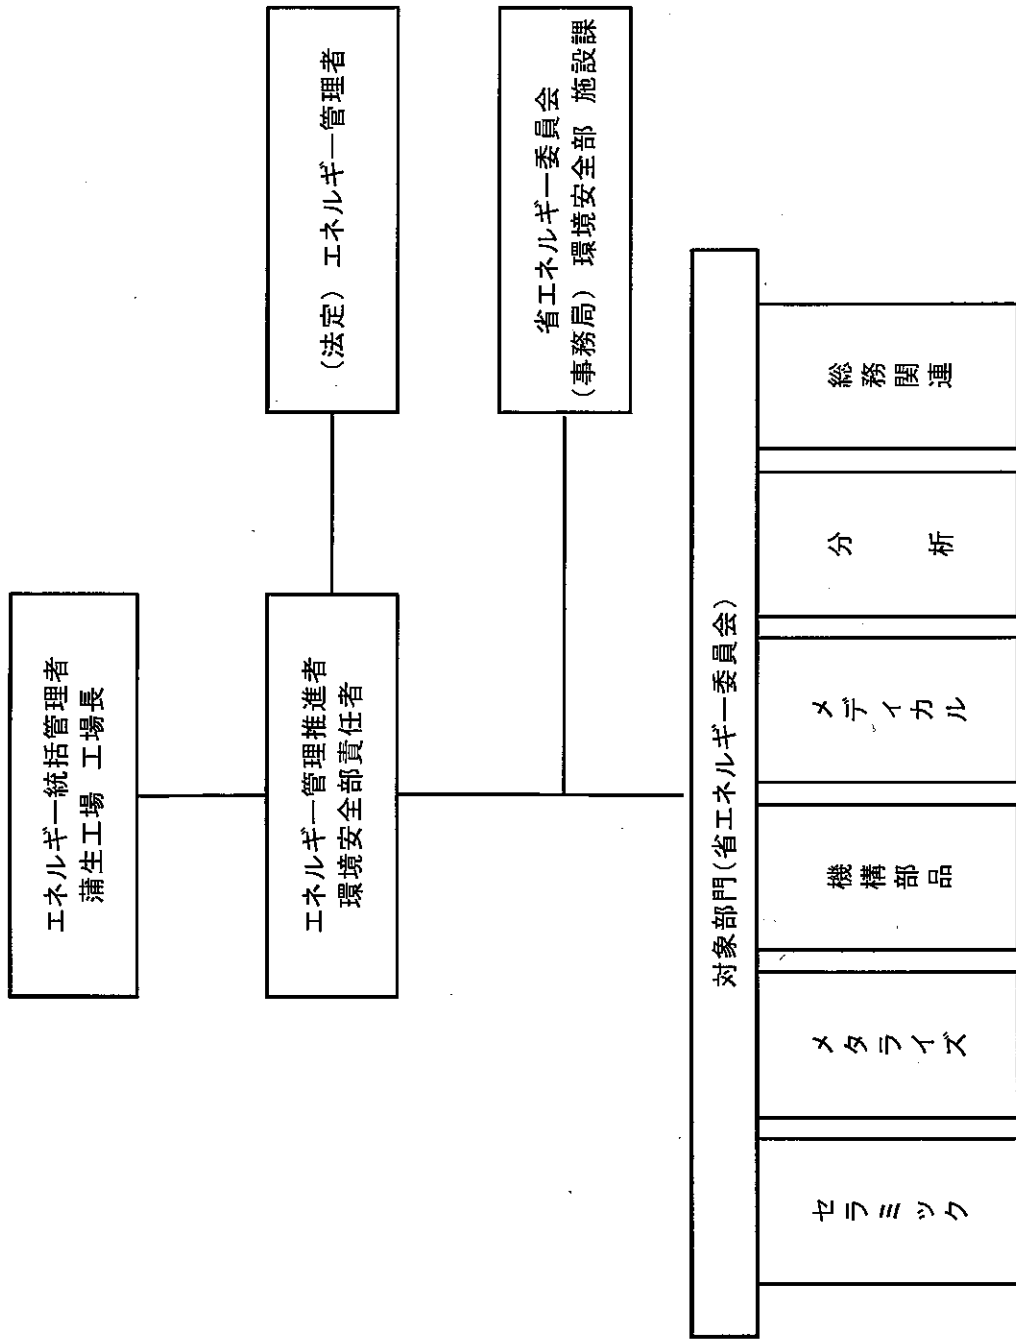 エネルギー統括管理者
蒲生工場 工場長
エネルギー管理推進者
環境安全部責任者
(法定) エネルギー管理者
省エネルギー委員会
(事務局) 環境安全部 施設課
対象部門(省エネルギー委員会)
セラミック
メタライズ
機構部品
メディカル
分析
総務関連